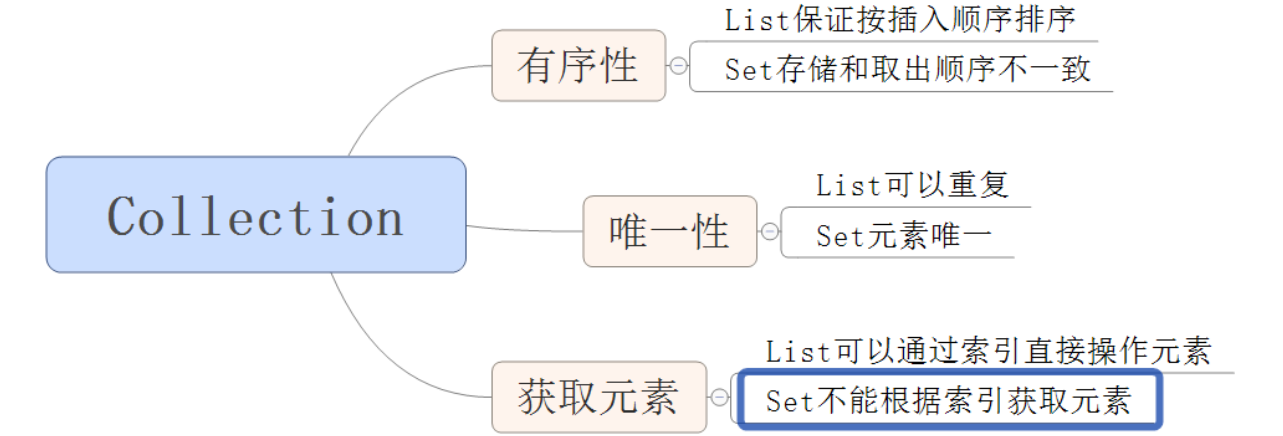 Collection
有序性
List保证按插入顺序排序
Set存储和取出顺序不一致
唯一性
List可以重复
Set元素唯一
获取元素
List可以通过索引直接操作元素
Set不能根据索引获取元素